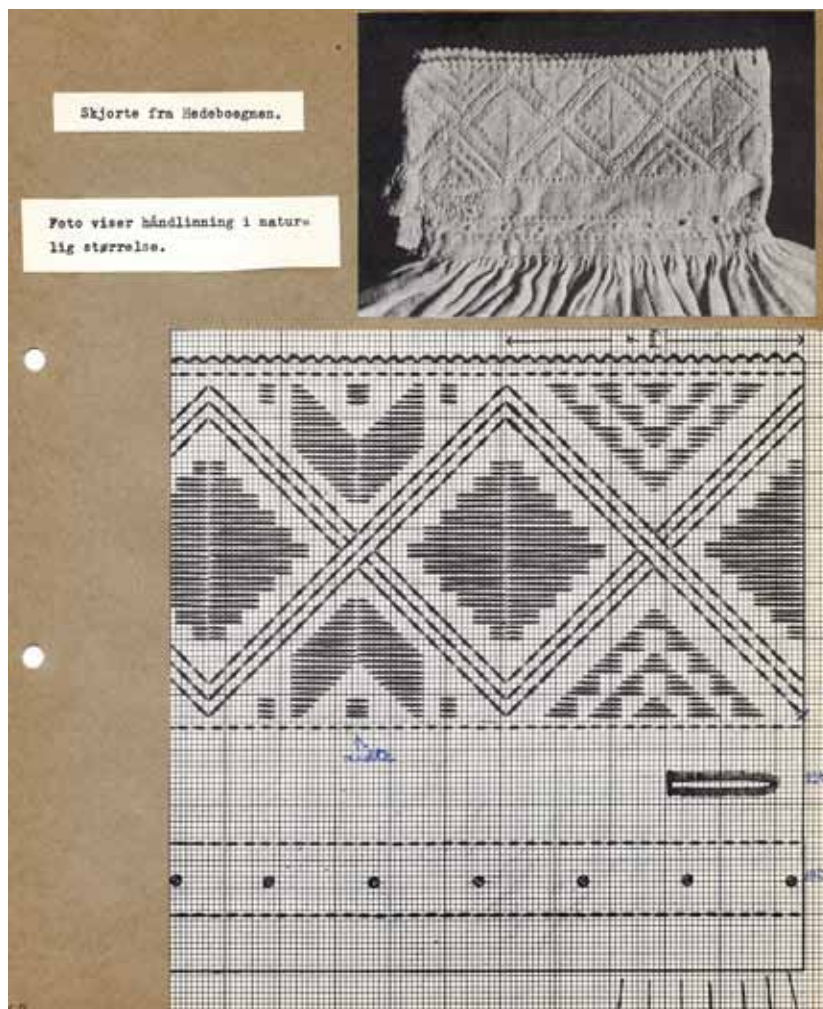 Skjorte fra Hedeboegnen.
Foto viser håndlinning i natur=
lig størrelse.